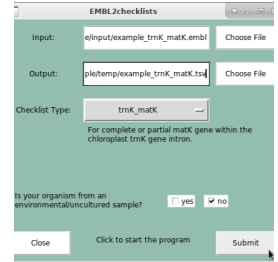 EMBL2checklists
Input: e/input/example_trnK_matK.embl Choose File
Output: ple/temp/example_trnK_matK.tsv Choose File
Checklist Type: trnK_matK
For complete or partial matK gene within the
chloroplast trnK gene intron.
Is your organism from an
environmental/uncultured sample? yes no
Close Click to start the program Submit